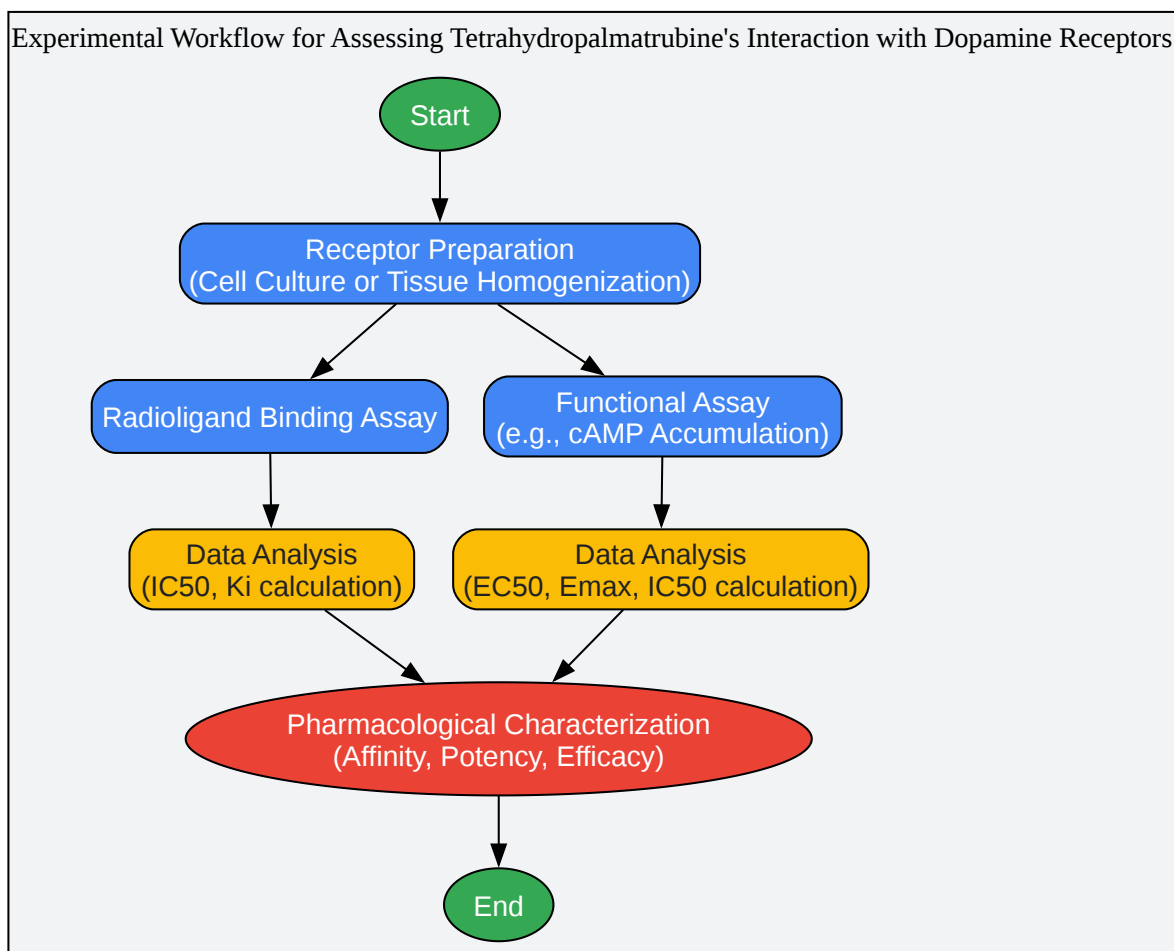 Experimental Workflow for Assessing Tetrahydropalmatrubine's Interaction with Dopamine Receptors
Start
Receptor Preparation
(Cell Culture or Tissue Homogenization)
Radioligand Binding Assay
Functional Assay
(e.g., cAMP Accumulation)
Data Analysis
(IC50, Ki calculation)
Data Analysis
(EC50, Emax, IC50 calculation)
Pharmacological Characterization
(Affinity, Potency, Efficacy)
End